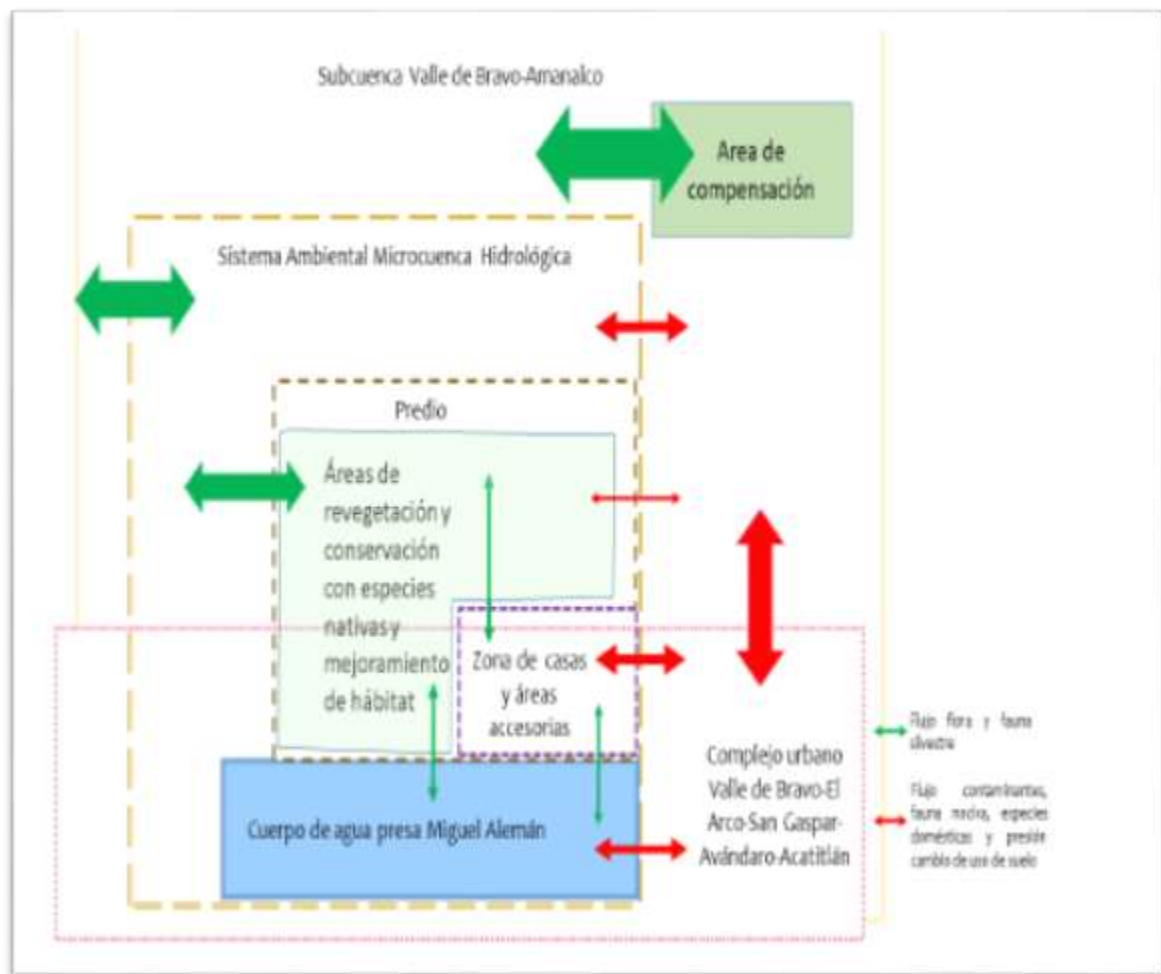 Subcuenca Valle de Bravo-Amanalco
Area de
compensación
Sistema Ambiental Microcuenca Hidrológica
Predio
Áreas de
revegetación y
conservación
con especies
nativas y
mejoramiento
de hábitat
Zona de casas
y áreas
accesorias
Cuerpo de agua presa Miguel Alemán
Complejo urbano
Valle de Bravo-El
Arco-San Gaspar-
Avándaro-Acatitlán
Flujo flora y fauna
silvestre
Flujo contaminantes,
fauna nociva, especies
domésticas y presión
cambio de uso de suelo